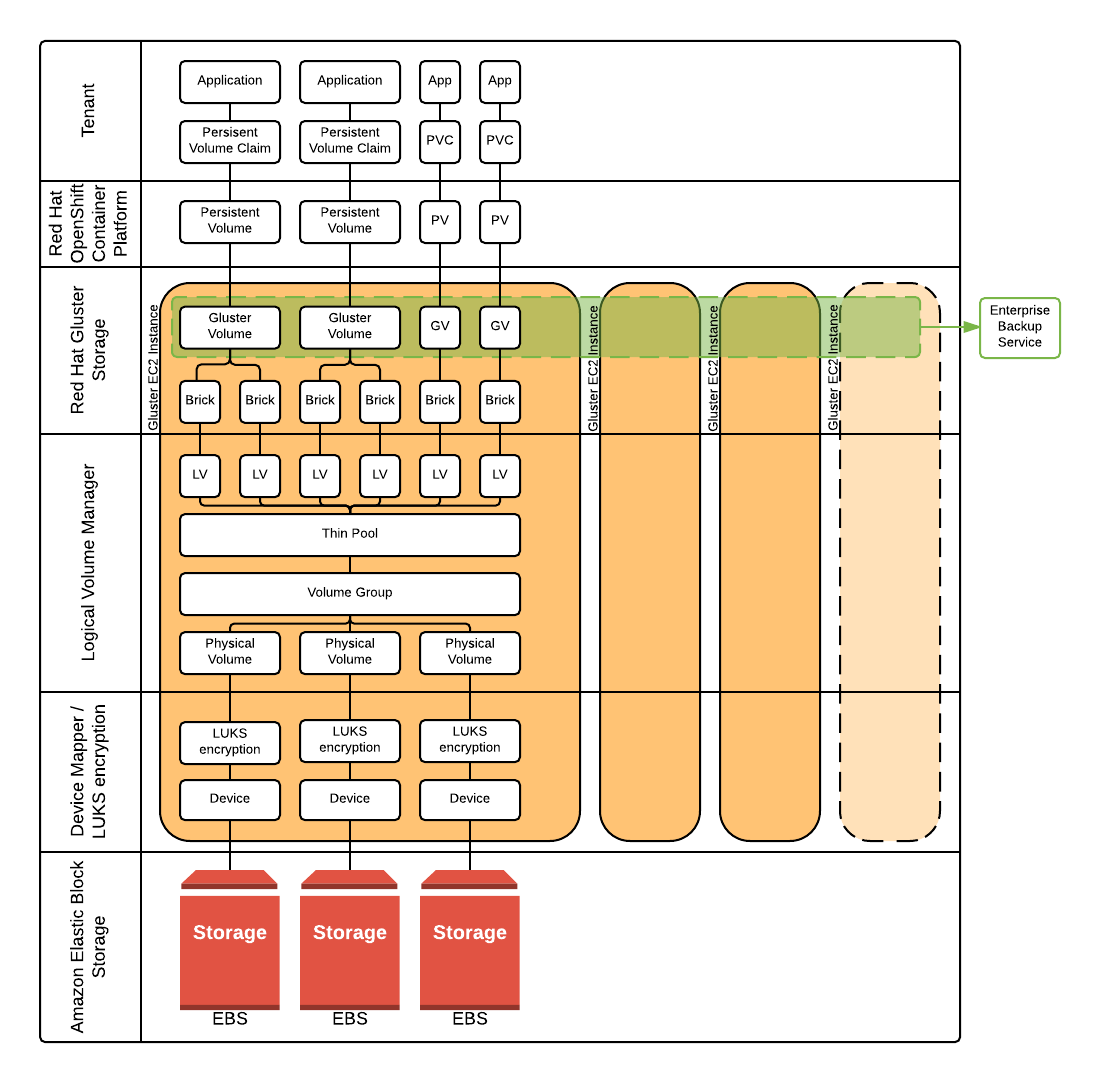 Tenant
Application
Application
App
App
Persisent
Volume Claim
Persistent
Volume Claim
PVC
PVC
Red Hat
OpenShift
Container
Platform
Persistent
Volume
Persistent
Volume
PV
PV
Red Hat Gluster
Storage
Gluster EC2 Instance
Gluster
Volume
Gluster
Volume
GV
GV
Gluster EC2 Instance
Gluster EC2 Instance
Gluster EC2 Instance
Enterprise
Backup
Service
Brick
Brick
Brick
Brick
Brick
Brick
Logical Volume Manager
LV
LV
LV
LV
LV
LV
Thin Pool
Volume Group
Physical
Volume
Physical
Volume
Physical
Volume
Device Mapper /
LUKS encryption
LUKS
encryption
LUKS
encryption
LUKS
encryption
Device
Device
Device
Amazon Elastic Block
Storage
Storage
Storage
Storage
EBS
EBS
EBS